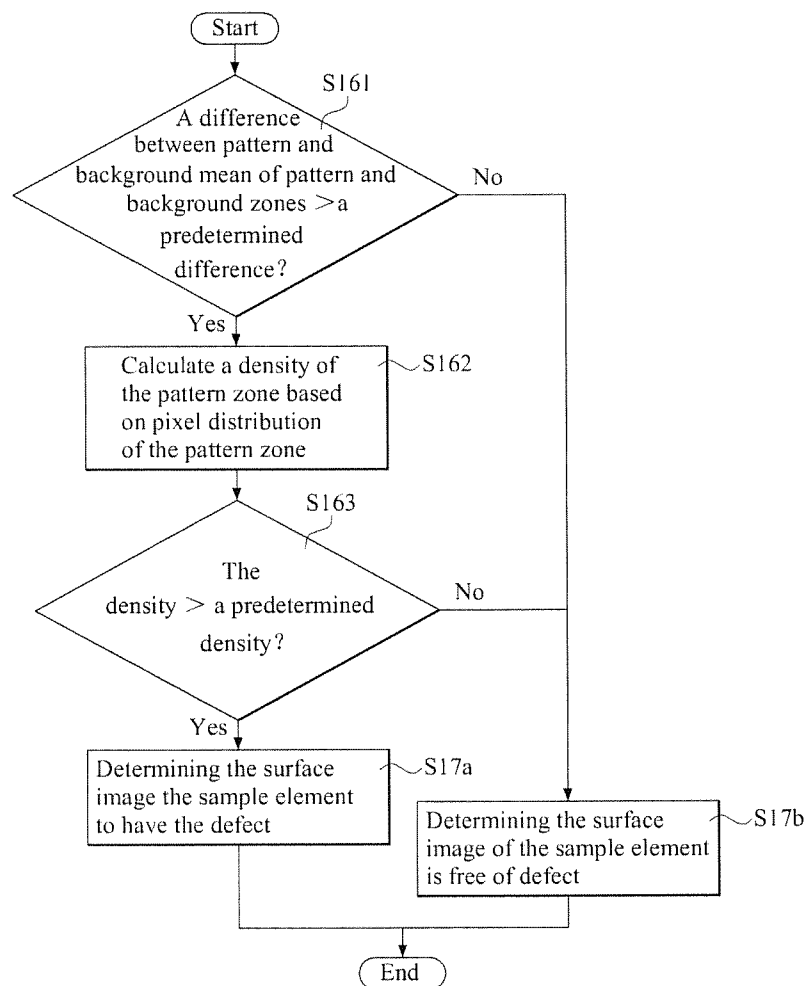 Start
S161
A difference
between pattern and
background mean of pattern and
background zones >a
predetermined
difference?
No
Yes
Calculate a density of
the pattern zone based
on pixel distribution
of the pattern zone
S162
S163
The
density > a predetermined
density?
No
Yes
Determining the surface
image the sample element
to have the defect
S17a
Determining the surface
image of the sample element
is free of defect
S17b
End